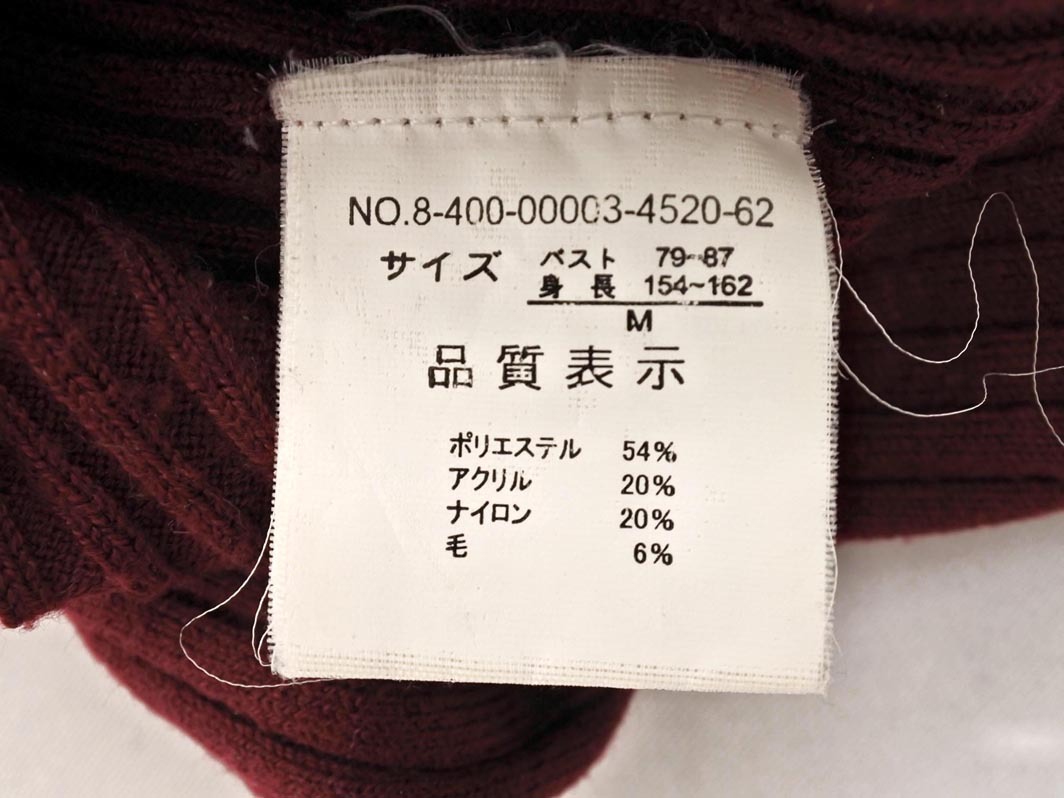 NO.8-400-00003-4520-62
サイズ バスト 79~87
身長 154~162
M
品質表示
ポリエステル 54%
アクリル 20%
ナイロン 20%
毛 6%